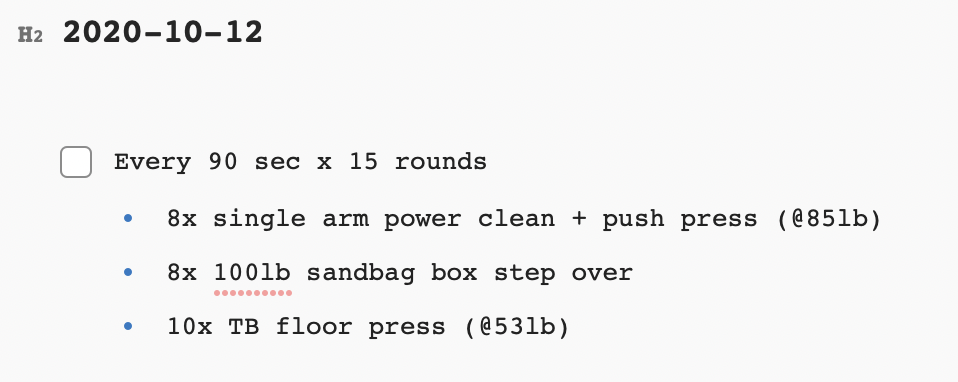 H2 2020-10-12
Every 90 sec x 15 rounds
• 8x single arm power clean + push press (@85lb)
• 8x 100lb sandbag box step over
• 10x TB floor press (@53lb)